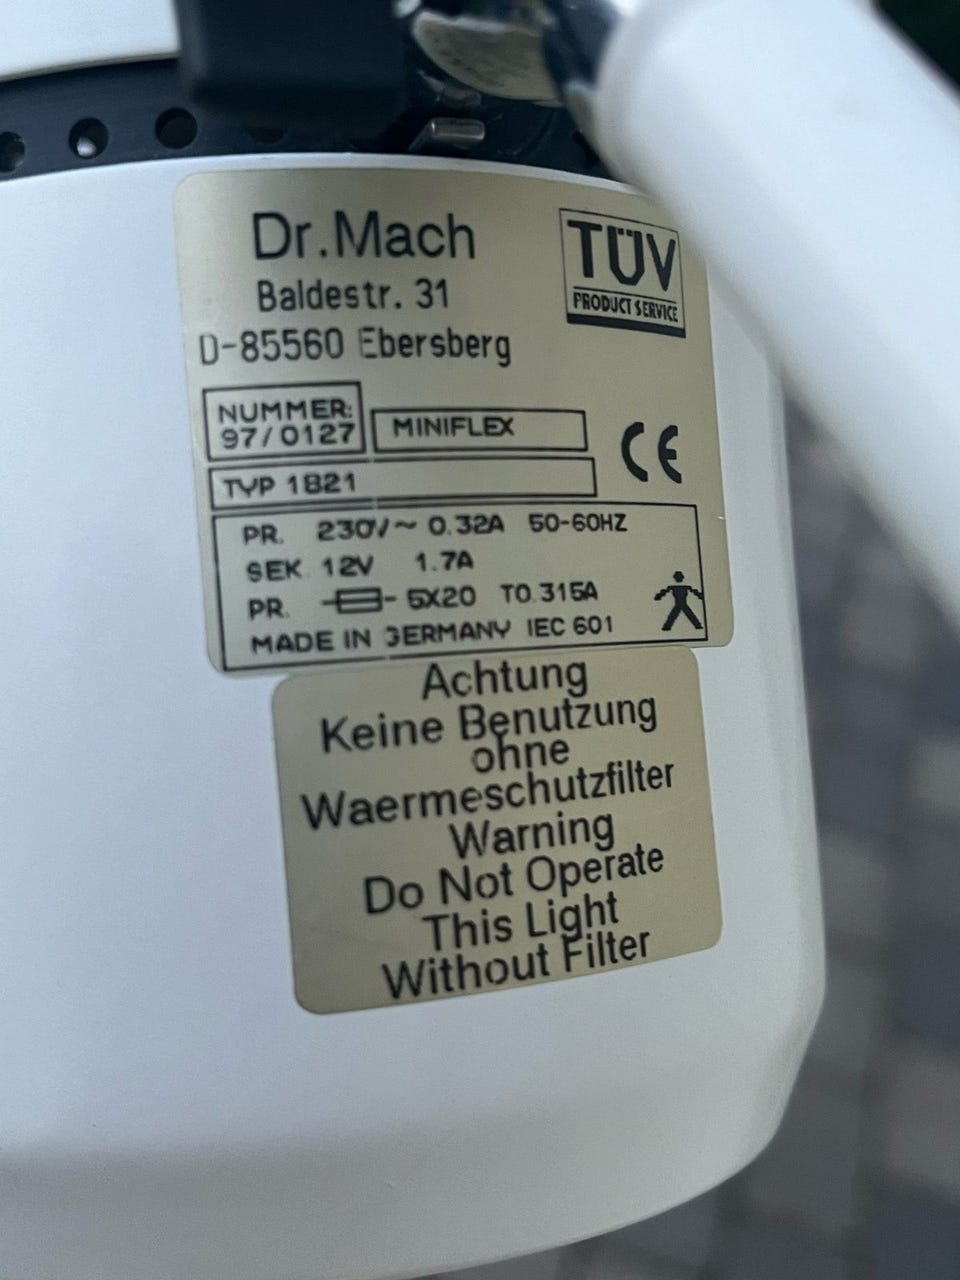 Dr.Mach
Baldestr. 31
D-85560 Ebersberg
TÜV
PRODUCT SERVICE
NUMMER:
97/0127
MINIFLEX
CE
TYP 1821
PR. 230V~ 0.32A 50-60HZ
SEK. 12V 1.7A
PR. 5X20 T0.315A
MADE IN GERMANY IEC 601
Achtung
Keine Benutzung
ohne
Waermeschutzfilter
Warning
Do Not Operate
This Light
Without Filter